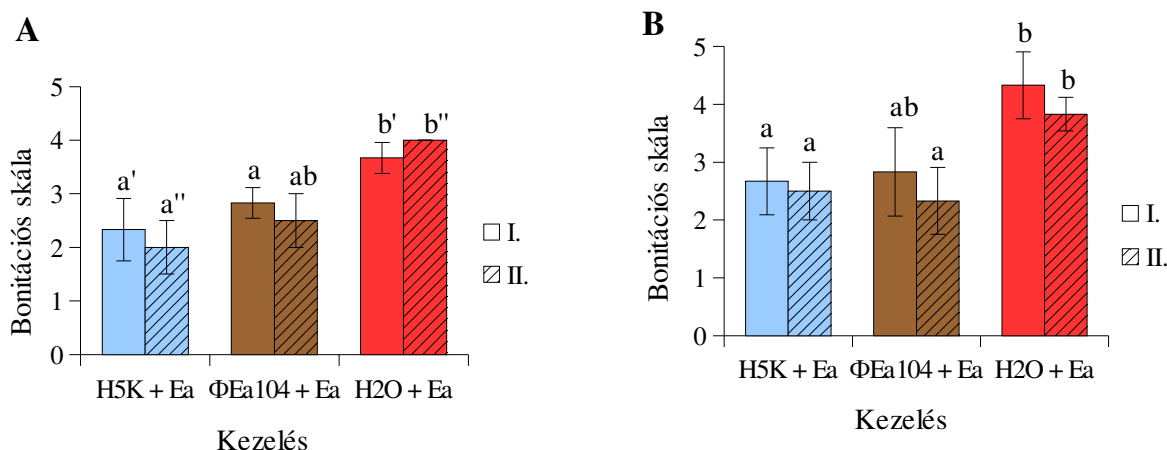 A
Bonitációs skála
5
4
3
2
1
0
a'
a''
a
ab
b'
b''
H5K + Ea
ΦEa104 + Ea
H2O + Ea
Kezelés
I.
II.
B
Bonitációs skála
5
4
3
2
1
0
a
a
ab
a
b
b
H5K + Ea
ΦEa104 + Ea
H2O + Ea
Kezelés
I.
II.